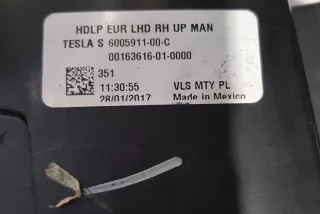 HDLP EUR LHD RH UP MAN
TESLA S 6005911-00-C
00163616-01-0000
351
11:30:55 VLS MTY PL
28/01/2017 Made in Mexico